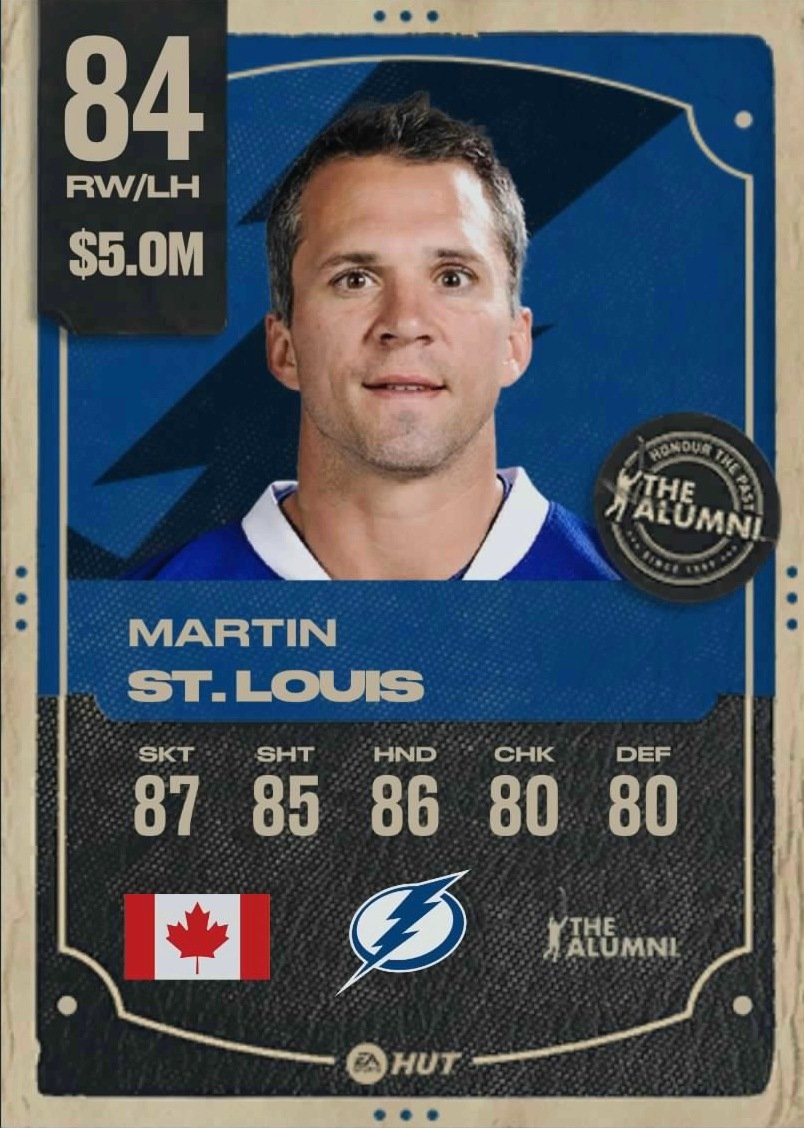 84
RW/LH
$5.0M
HONOUR THE PAST
THE
ALUMNI
MARTIN
ST. LOUIS
SKT SHT HND CHK DEF
87 85 86 80 80
THE
ALUMNI
EA HUT